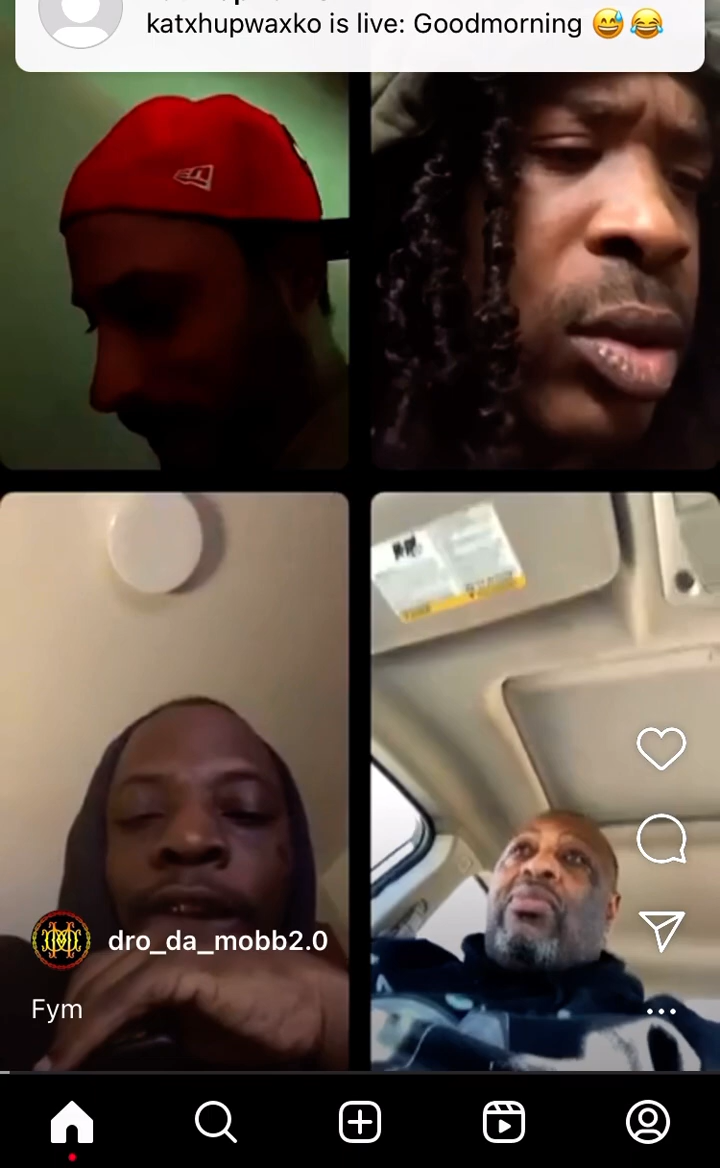 katxhupwaxko is live: Goodmorning 😅😂
dro_da_mobb2.0
Fym